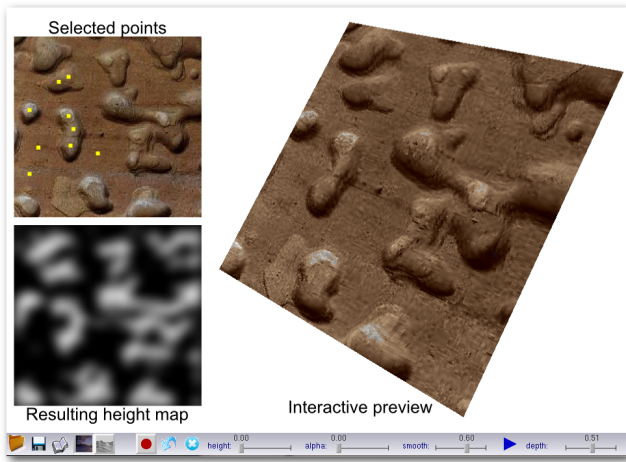 Selected points
Resulting height map
Interactive preview
height: 0.00 alpha: 0.00 smooth: 0.60 depth: 0.51